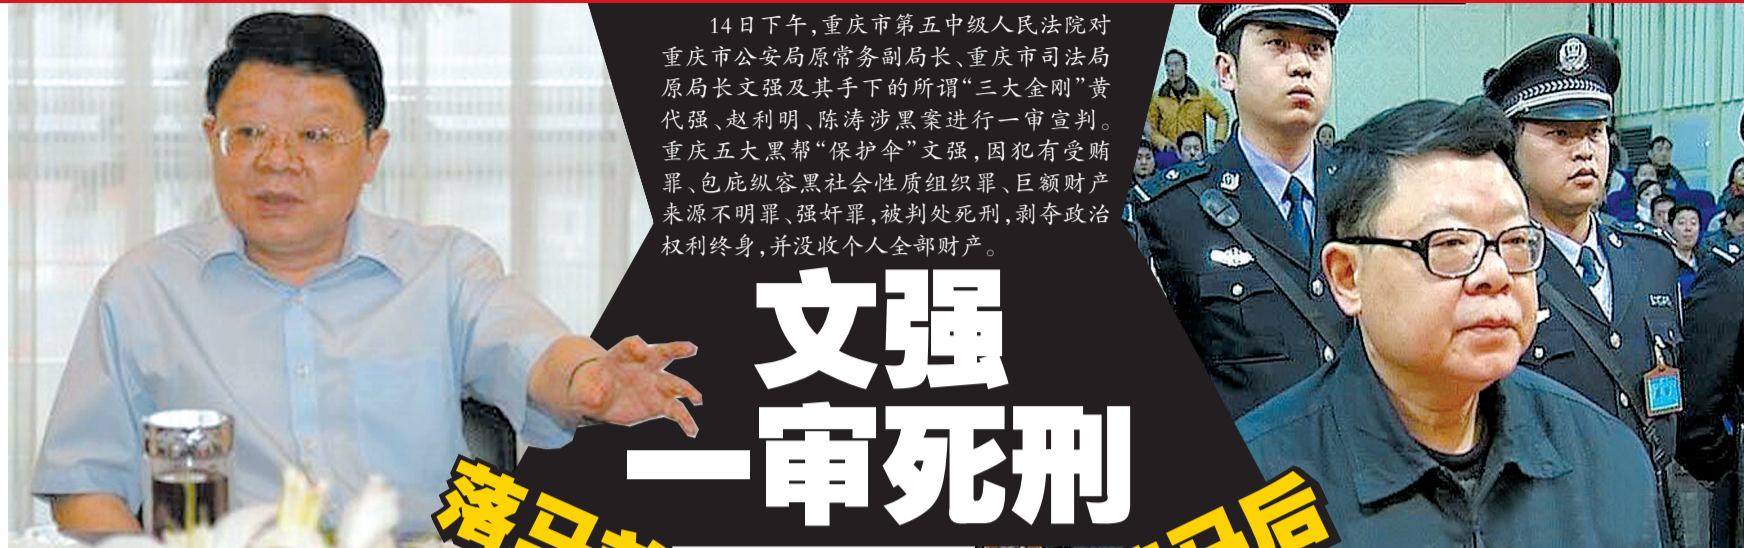 14日下午,重庆市第五中级人民法院对
重庆市公安局原常务副局长、重庆市司法局
原局长文强及其手下的所谓“三大金刚”黄
代强、赵利明、陈涛涉黑案进行一审宣判。
重庆五大黑帮“保护伞”文强,因犯有受贿
罪、包庇纵容黑社会性质组织罪、巨额财产
来源不明罪、强奸罪,被判处死刑,剥夺政治
权利终身,并没收个人全部财产。
文强
一审死刑
落马前
落马后